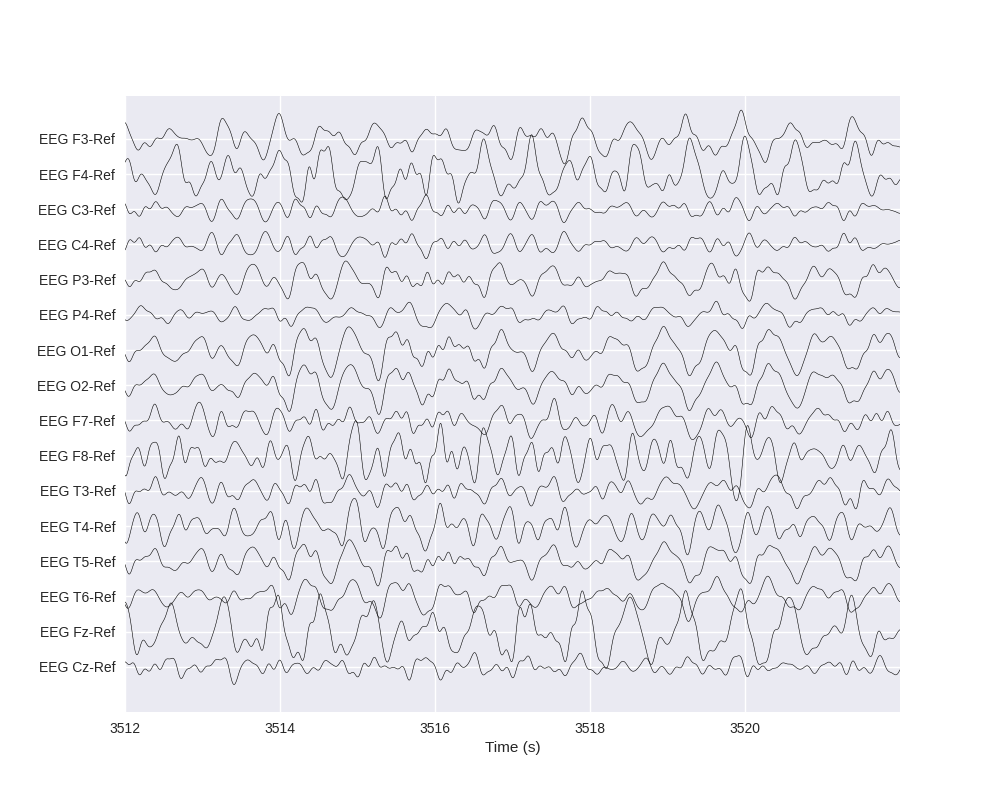 EEG F3-Ref
EEG F4-Ref
EEG C3-Ref
EEG C4-Ref
EEG P3-Ref
EEG P4-Ref
EEG O1-Ref
EEG O2-Ref
EEG F7-Ref
EEG F8-Ref
EEG T3-Ref
EEG T4-Ref
EEG T5-Ref
EEG T6-Ref
EEG Fz-Ref
EEG Cz-Ref
3512 3514 3516 3518 3520
Time (s)